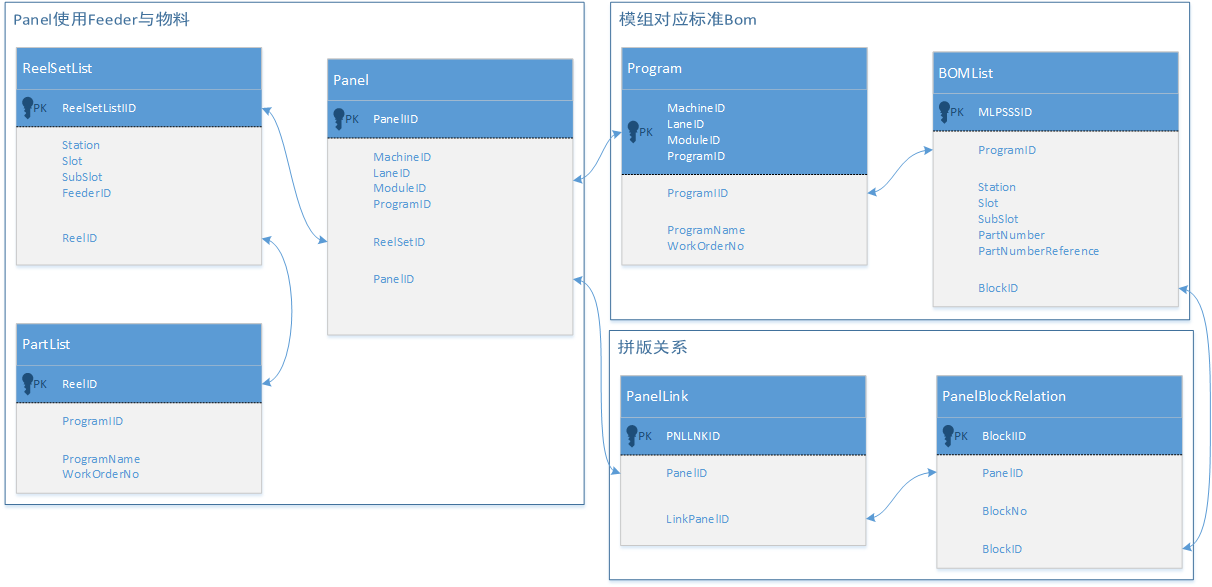 Panel使用Feeder与物料
ReelSetList
PK ReelSetListIID
Station
Slot
SubSlot
FeederID
ReelID
PartList
PK ReelID
ProgramIID
ProgramName
WorkOrderNo
Panel
PK PanelIID
MachineID
LaneID
ModuleID
ProgramID
ReelSetID
PanelID
模组对应标准Bom
Program
PK
MachineID
LaneID
ModuleID
ProgramID
ProgramIID
ProgramName
WorkOrderNo
BOMList
PK MLPSSSID
ProgramID
Station
Slot
SubSlot
PartNumber
PartNumberReference
BlockID
拼版关系
PanelLink
PK PNLLNKID
PanelID
LinkPanelID
PanelBlockRelation
PK BlockIID
PanelID
BlockNo
BlockID